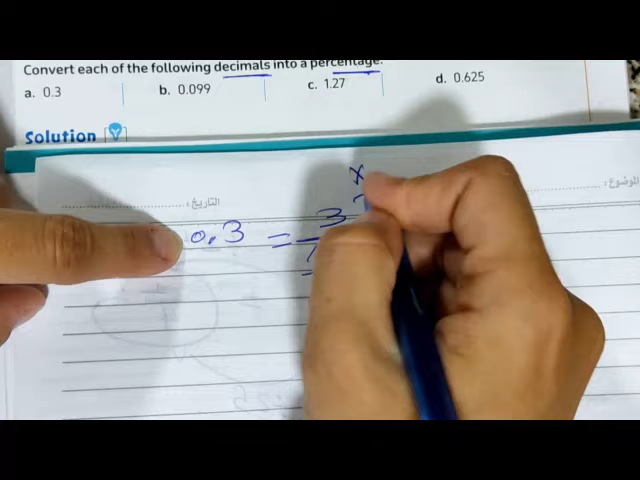 Convert each of the following decimals into a percentage.
a. 0.3 b. 0.099 c. 1.27 d. 0.625
Solution
الموضوع :
التاريخ :
0.3 = 3
x